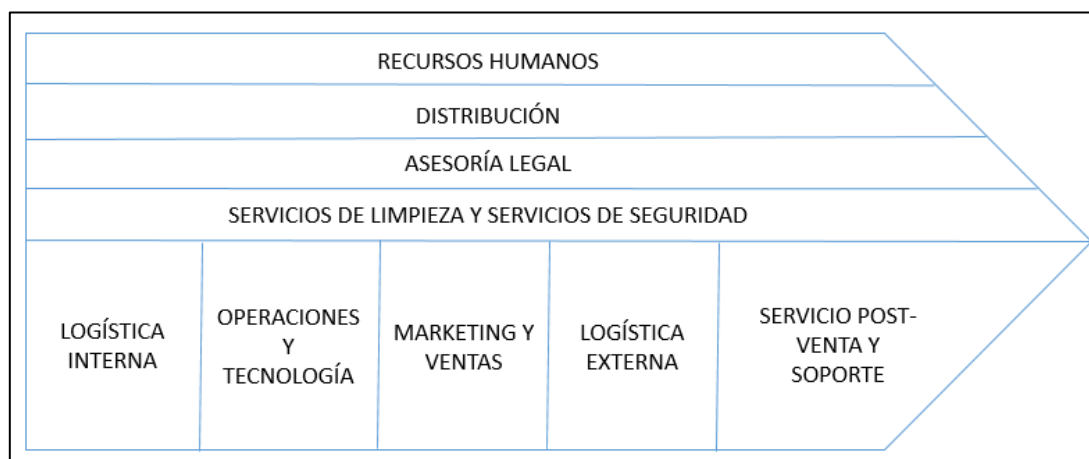 RECURSOS HUMANOS
DISTRIBUCIÓN
ASESORÍA LEGAL
SERVICIOS DE LIMPIEZA Y SERVICIOS DE SEGURIDAD
LOGÍSTICA
INTERNA
OPERACIONES
Y
TECNOLOGÍA
MARKETING Y
VENTAS
LOGÍSTICA
EXTERNA
SERVICIO POST-
VENTA Y
SOPORTE